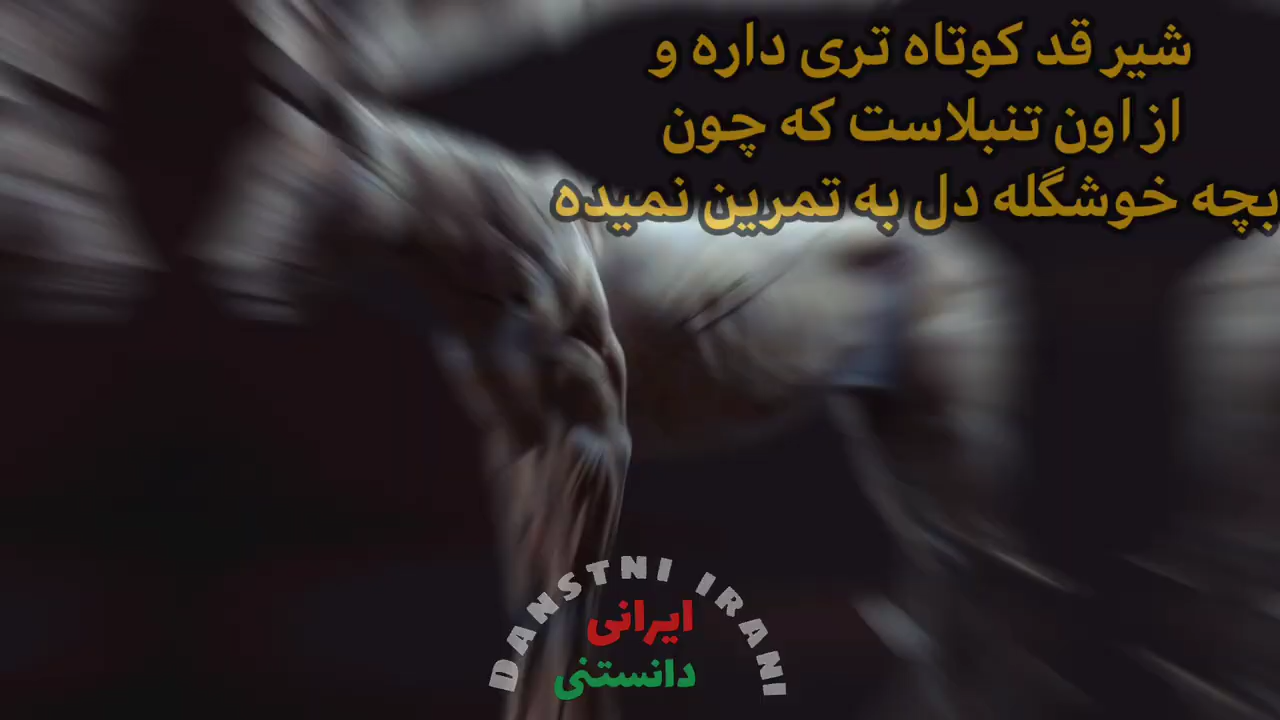 شیر قد کوتاه تری داره و
از اون تنبلاست که چون
بچه خوشگله دل به تمرین نمیده
DANSTNI IRANI
ایرانی
دانستنی